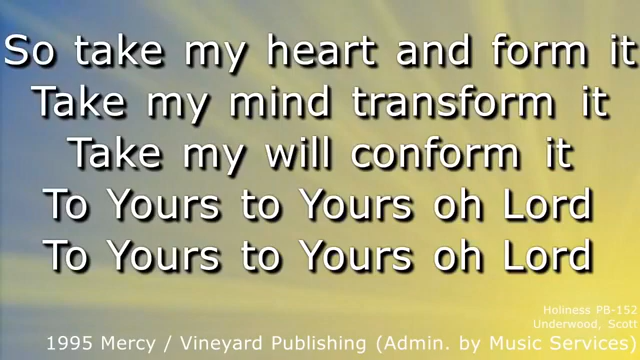 So take my heart and form it
Take my mind transform it
Take my will conform it
To Yours to Yours oh Lord
To Yours to Yours oh Lord
Holiness PB-152
Underwood, Scott
1995 Mercy / Vineyard Publishing (Admin. by Music Services)